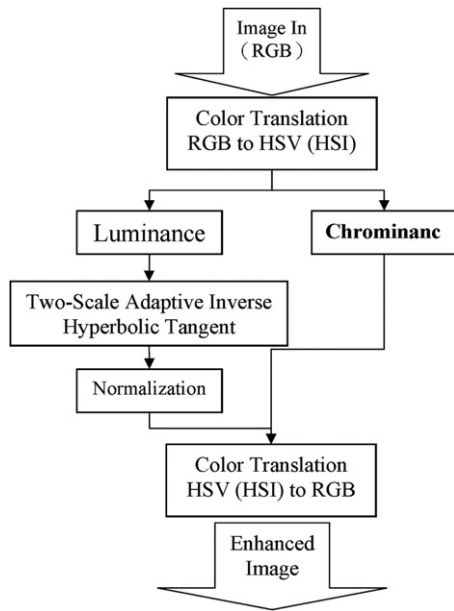 Image In
（RGB）
Color Translation
RGB to HSV (HSI)
Luminance
Chrominanc
Two-Scale Adaptive Inverse
Hyperbolic Tangent
Normalization
Color Translation
HSV (HSI) to RGB
Enhanced
Image